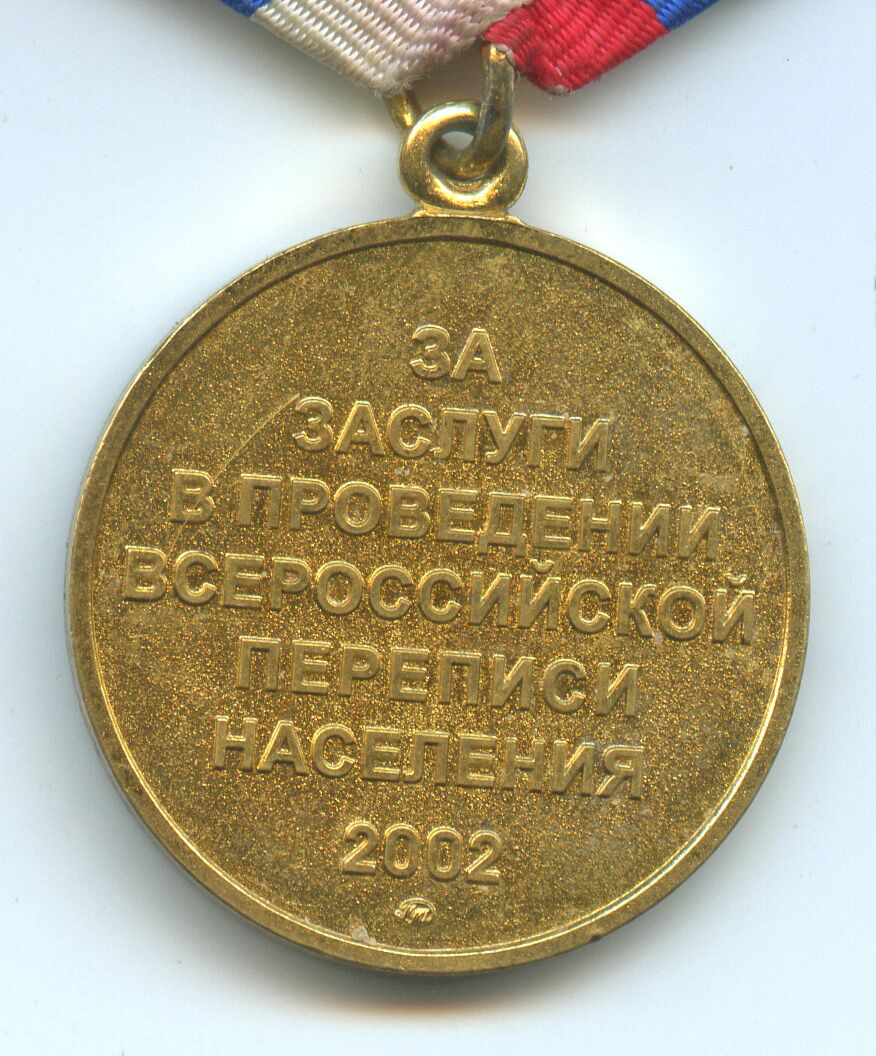 ЗА
ЗАСЛУГИ
В ПРОВЕДЕНИИ
ВСЕРОССИЙСКОЙ
ПЕРЕПИСИ
НАСЕЛЕНИЯ
2002